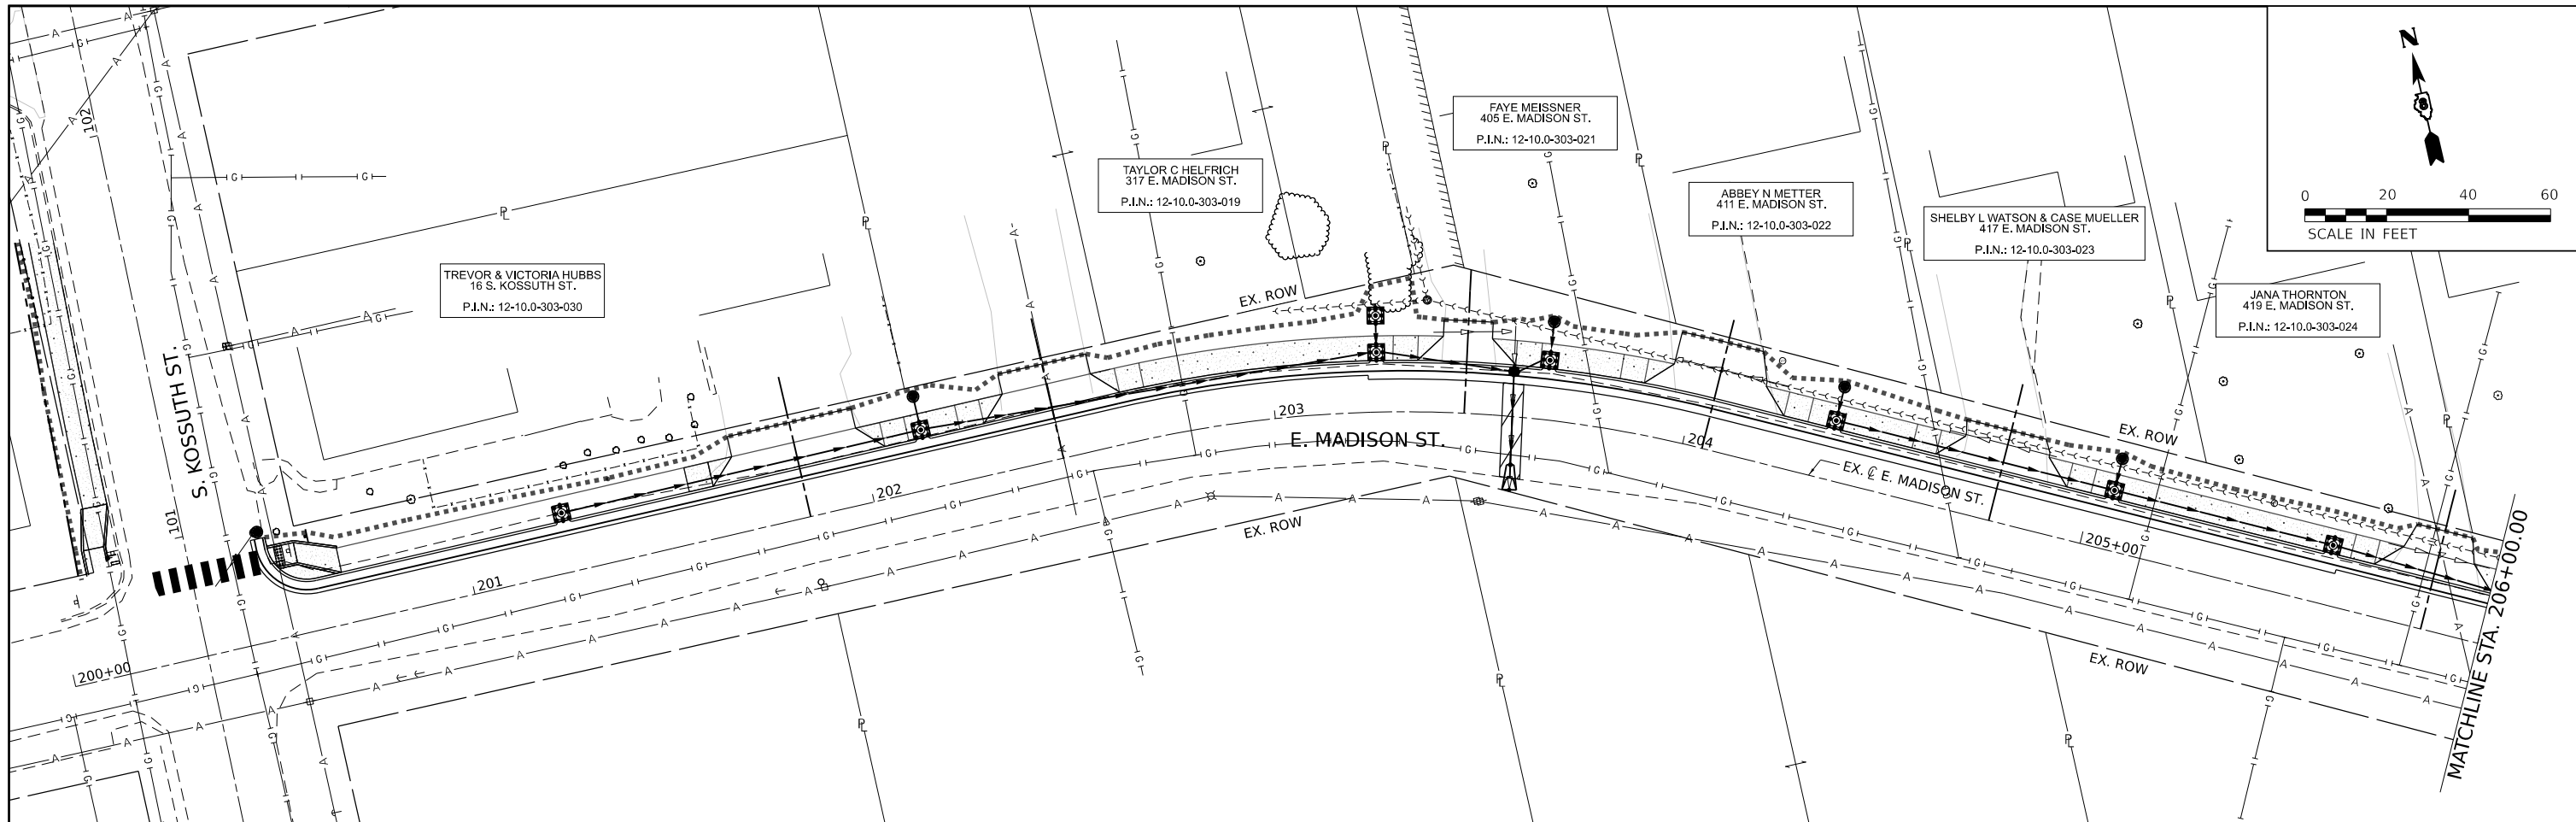 N
0 20 40 60
SCALE IN FEET
FAYE MEISSNER
405 E. MADISON ST.
P.I.N.: 12-10.0-303-021
TAYLOR C HELFRICH
317 E. MADISON ST.
P.I.N.: 12-10.0-303-019
ABBEY N METTER
411 E. MADISON ST.
P.I.N.: 12-10.0-303-022
SHELBY L WATSON & CASE MUELLER
417 E. MADISON ST.
P.I.N.: 12-10.0-303-023
TREVOR & VICTORIA HUBBS
16 S. KOSSUTH ST.
P.I.N.: 12-10.0-303-030
JANA THORNTON
419 E. MADISON ST.
P.I.N.: 12-10.0-303-024
102
101
S. KOSSUTH ST.
EX. ROW
EX. ROW
200+00
201
202
203
204
205+00
E. MADISON ST.
EX. ℄ E. MADISON ST.
EX. ROW
EX. ROW
MATCHLINE STA. 206+00.00